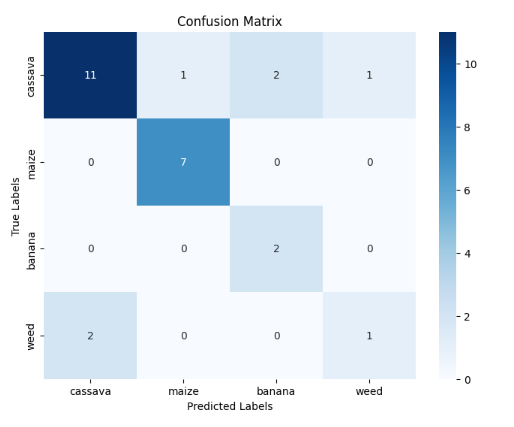 Confusion Matrix
cassava
11 1 2 1
maize
0 7 0 0
banana
0 0 2 0
weed
2 0 0 1
True Labels
cassava maize banana weed
Predicted Labels
10
8
6
4
2
0